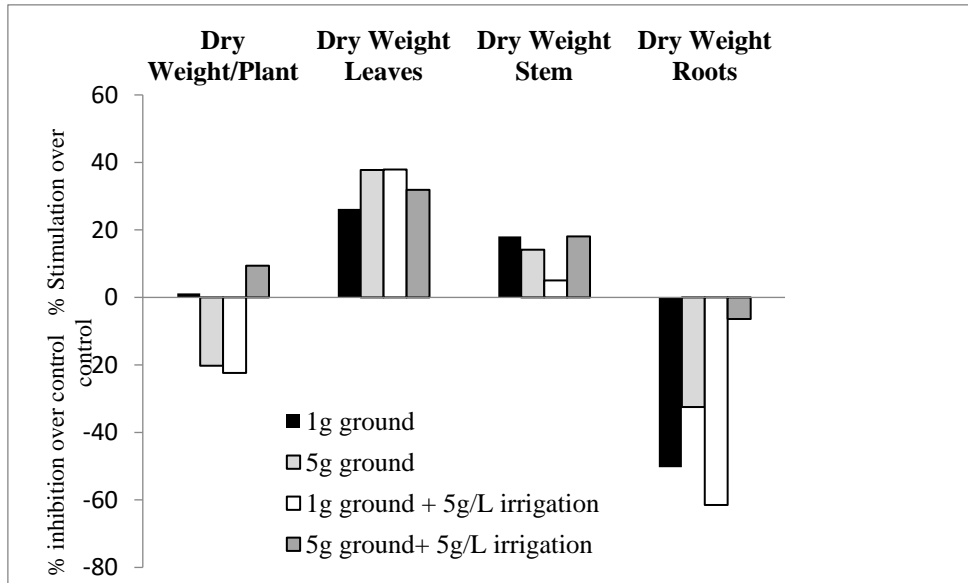 Dry
Weight/Plant
Dry Weight
Leaves
Dry Weight
Stem
Dry Weight
Roots
% Stimulation over
control
% inhibition over control
60
40
20
0
-20
-40
-60
-80
1g ground
5g ground
1g ground + 5g/L irrigation
5g ground+ 5g/L irrigation